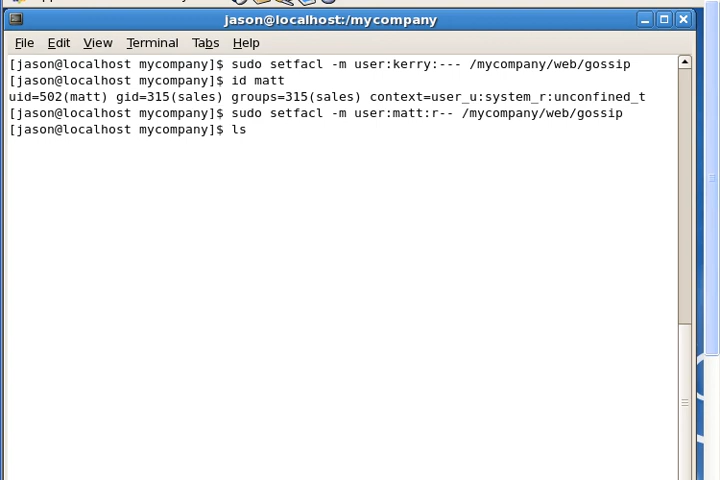 jason@localhost:/mycompany
File Edit View Terminal Tabs Help
[jason@localhost mycompany]$ sudo setfacl -m user:kerry:--- /mycompany/web/gossip
[jason@localhost mycompany]$ id matt
uid=502(matt) gid=315(sales) groups=315(sales) context=user_u:system_r:unconfined_t
[jason@localhost mycompany]$ sudo setfacl -m user:matt:r-- /mycompany/web/gossip
[jason@localhost mycompany]$ ls